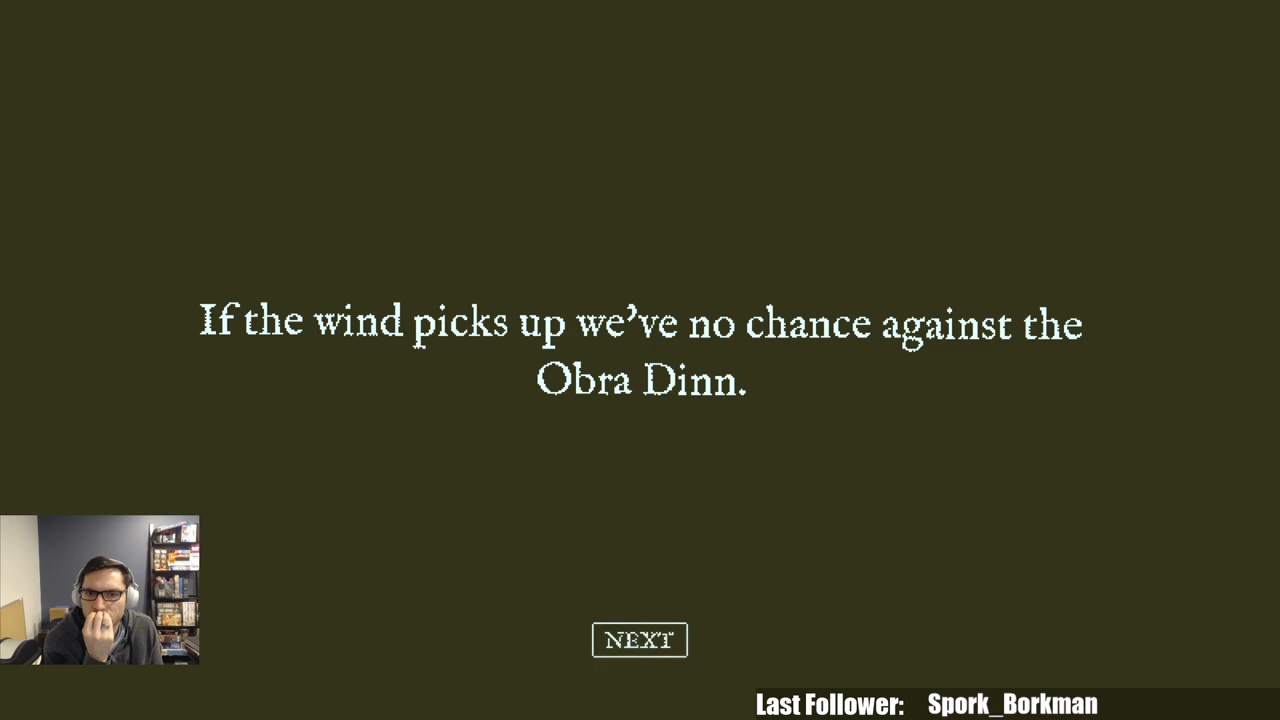 If the wind picks up we've no chance against the
Obra Dinn.
NEXT
Last Follower: Spork_Borkman